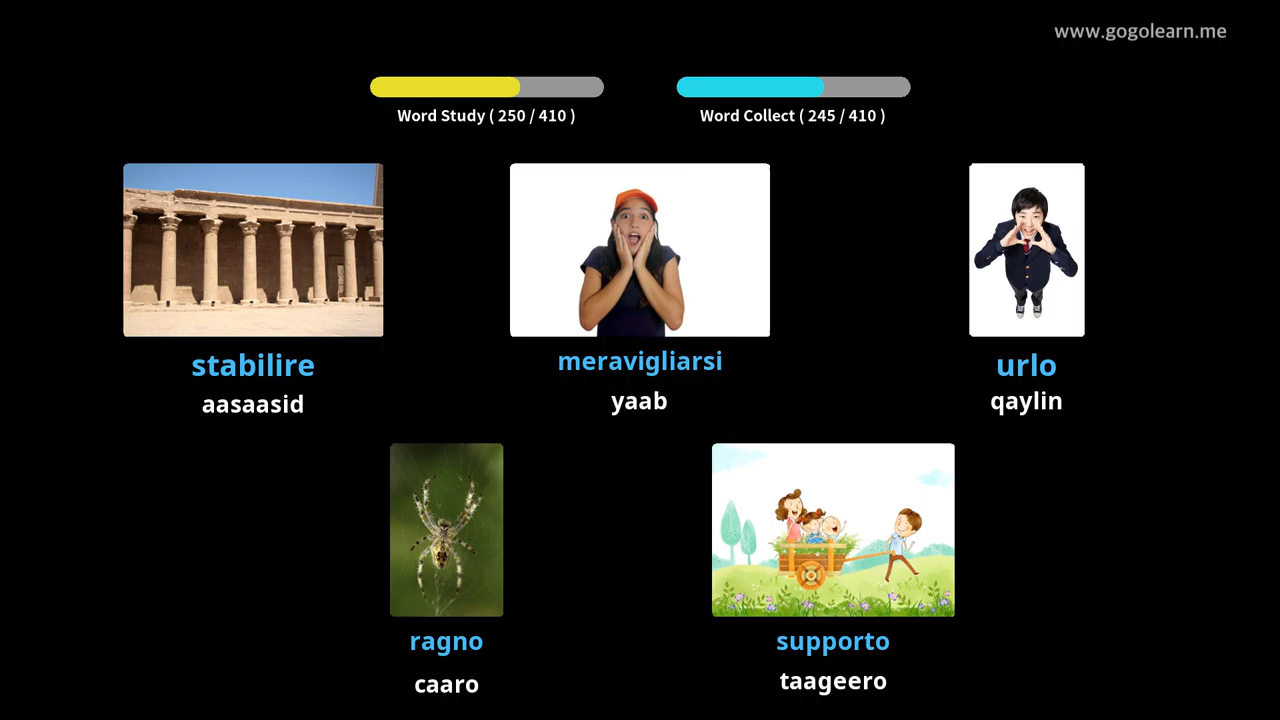 www.gogolearn.me
Word Study ( 250 / 410 )
Word Collect ( 245 / 410 )
stabilire
aasaasid
meravigliarsi
yaab
urlo
qaylin
ragno
caaro
supporto
taageero